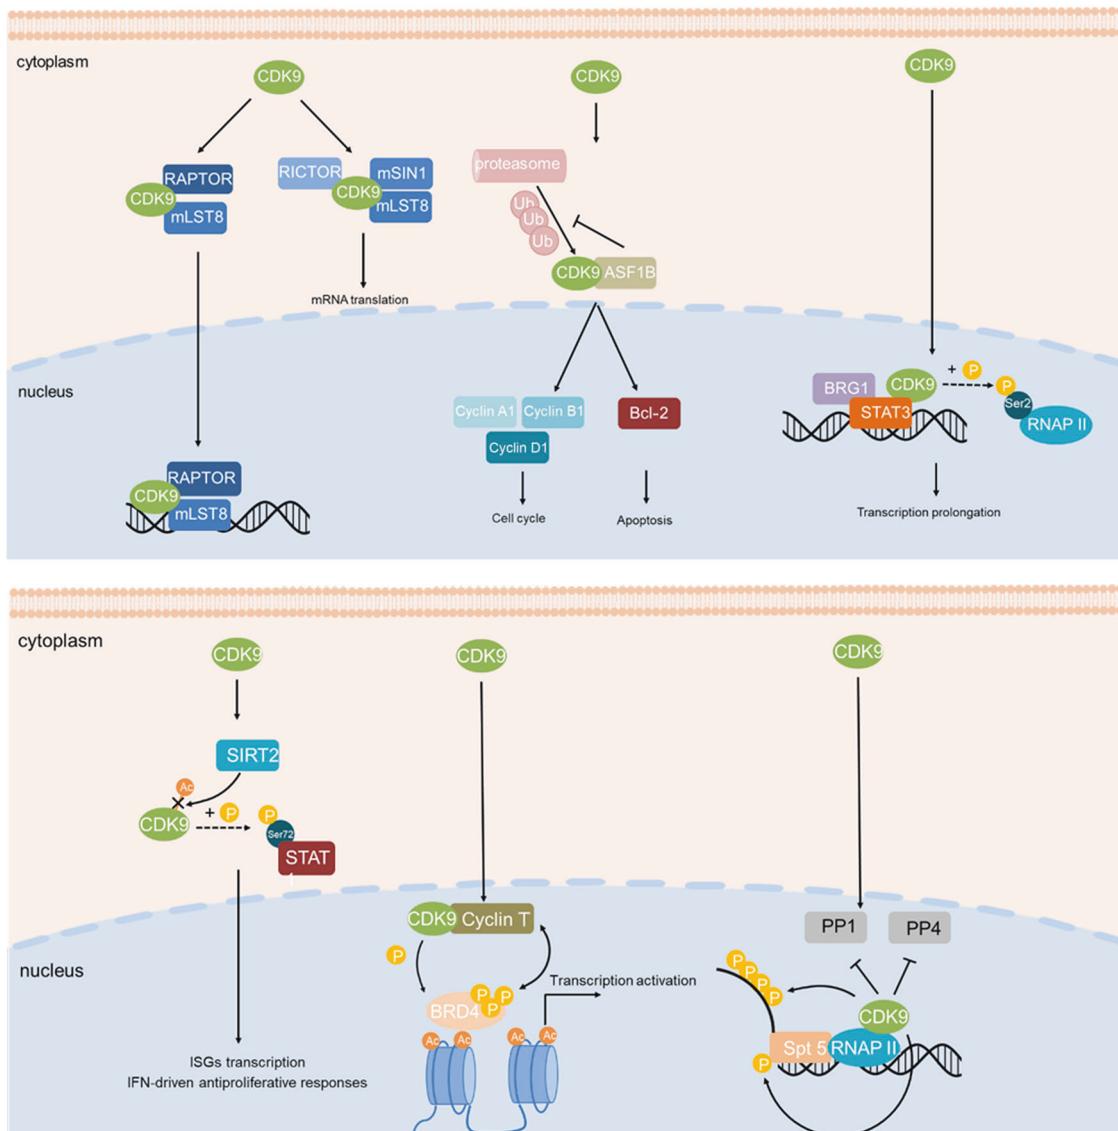 cytoplasm
CDK9
CDK9
CDK9
RAPTOR
CDK9
mLST8
RICTOR
mSIN1
CDK9
mLST8
mRNA translation
proteasome
Ub
Ub
Ub
CDK9
ASF1B
nucleus
Cyclin A1
Cyclin B1
Cyclin D1
Bcl-2
Cell cycle
Apoptosis
BRG1
CDK9
STAT3
+
P
P
Ser2
RNAP II
Transcription prolongation
RAPTOR
CDK9
mLST8
cytoplasm
CDK9
CDK9
CDK9
SIRT2
Ac
CDK9
+
P
P
Ser72
STAT
1
nucleus
ISGs transcription
IFN-driven antiproliferative responses
CDK9
Cyclin T
P
BRD4
P
P
P
Ac
Ac
Ac
Ac
Transcription activation
PP1
PP4
P
P
P
P
CDK9
Spt 5
RNAP II
P